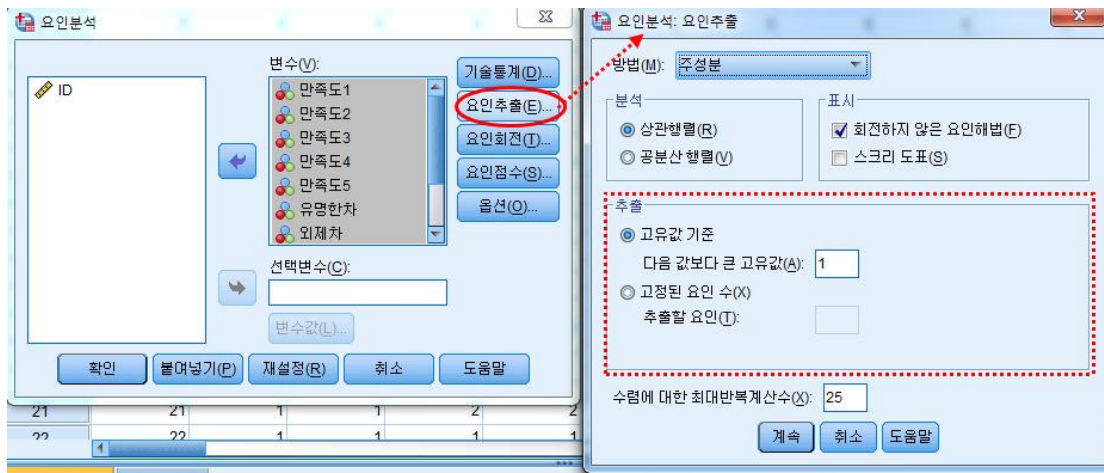 요인분석
ID
변수(V):
만족도1
만족도2
만족도3
만족도4
만족도5
유명한차
외제차
선택변수(C):
변수값(L)...
기술통계(D)...
요인추출(E)...
요인회전(T)...
요인점수(S)...
옵션(O)...
확인
붙여넣기(P)
재설정(R)
취소
도움말
21 21 1 1 2 2
22 22 1 1 1 1
요인분석: 요인추출
방법(M): 주성분
분석
상관행렬(R)
공분산 행렬(V)
표시
회전하지 않은 요인해법(F)
스크리 도표(S)
추출
고유값 기준
다음 값보다 큰 고유값(A): 1
고정된 요인 수(X)
추출할 요인(T):
수렴에 대한 최대반복계산수(X): 25
계속
취소
도움말